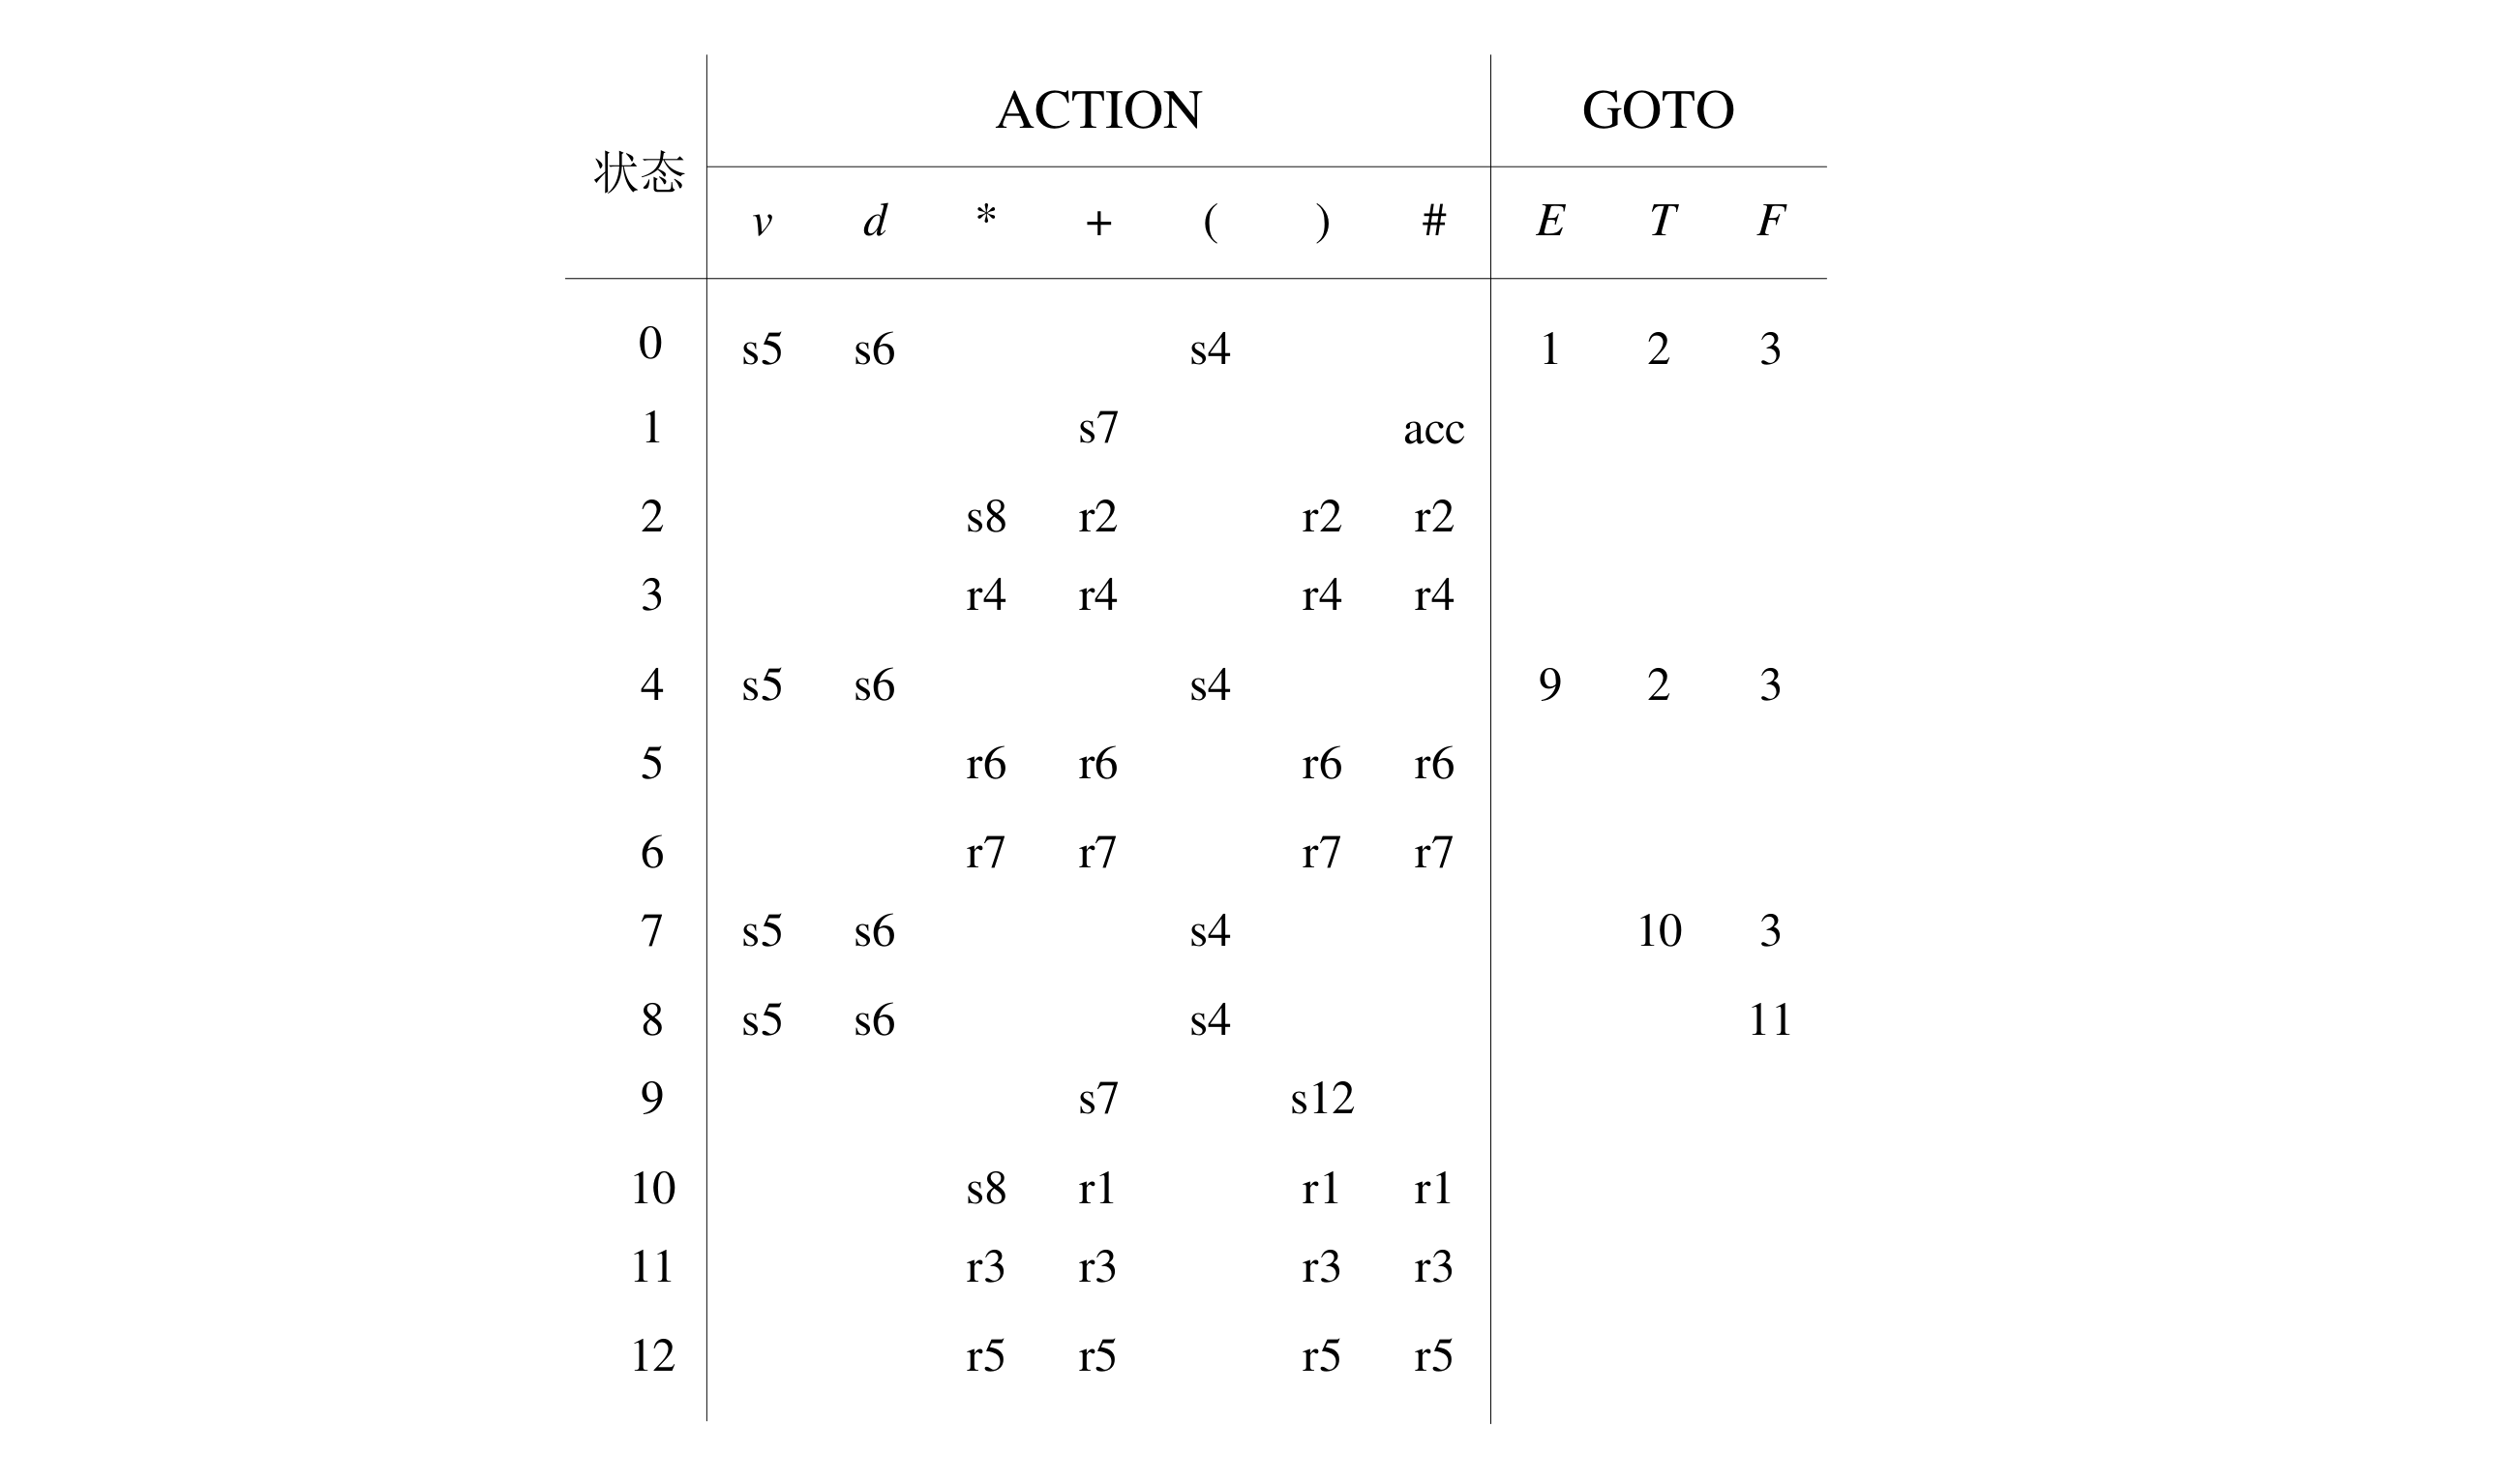 ACTION GOTO
状态
v d * + ( ) # E T F
0 s5 s6 s4 1 2 3
1 s7 acc
2 s8 r2 r2 r2
3 r4 r4 r4 r4
4 s5 s6 s4 9 2 3
5 r6 r6 r6 r6
6 r7 r7 r7 r7
7 s5 s6 s4 10 3
8 s5 s6 s4 11
9 s7 s12
10 s8 r1 r1 r1
11 r3 r3 r3 r3
12 r5 r5 r5 r5